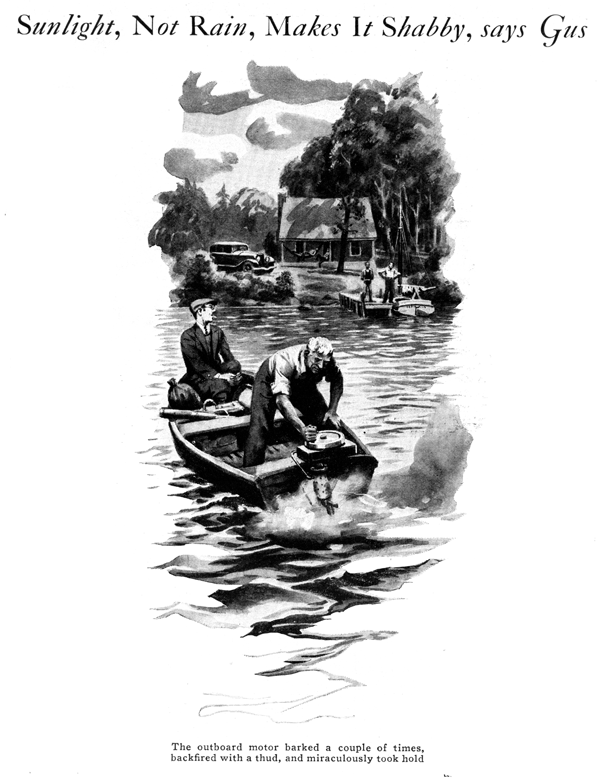 Sunlight, Not Rain, Makes It Shabby, says Gus
The outboard motor barked a couple of times,
backfired with a thud, and miraculously took hold